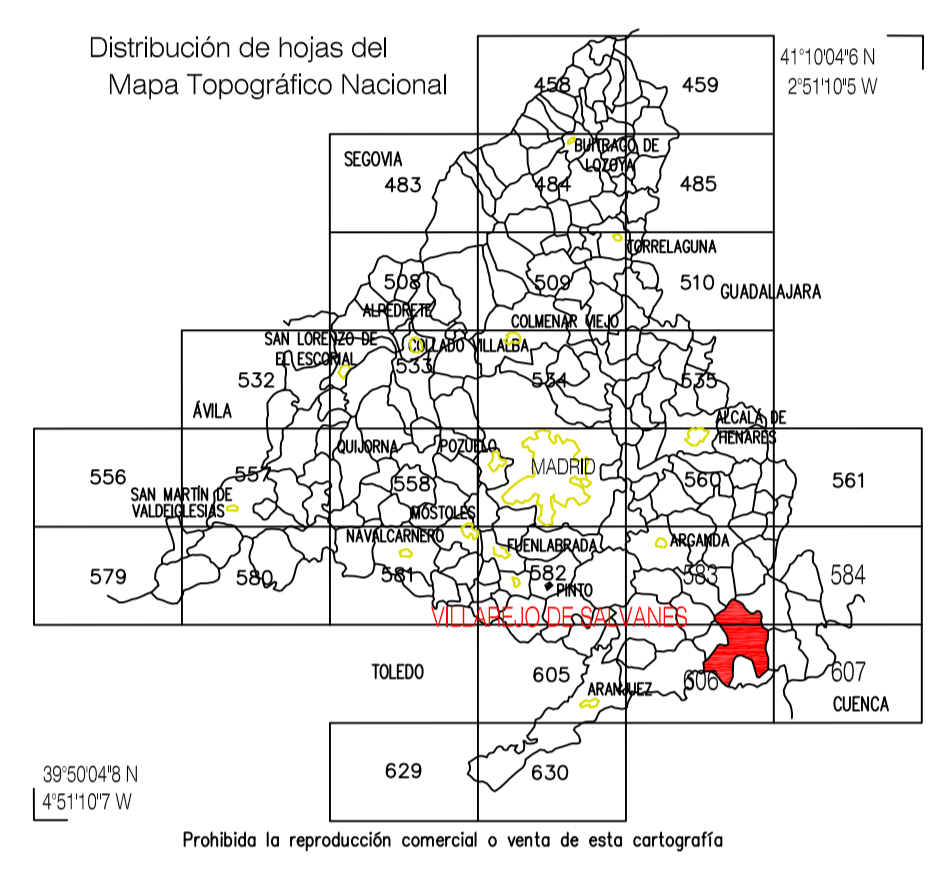 Distribución de hojas del
Mapa Topográfico Nacional
41°10'04"6 N
2°51'10"5 W
458
459
BUITRAGO DE
LOZOYA
SEGOVIA
483
484
485
TORRELAGUNA
508
509
510
GUADALAJARA
ALPEDRETE
COLMENAR VIEJO
SAN LORENZO DE
EL ESCORIAL
COLLADO VILLALBA
532
533
534
535
ÁVILA
ALCALÁ DE
HENARES
QUIJORNA
POZUELO
MADRID
556
557
558
560
561
SAN MARTÍN DE
VALDEIGLESIAS
MÓSTOLES
NAVALCARNERO
FUENLABRADA
ARGANDA
579
580
581
582
583
584
PINTO
VILLAREJO DE SALVANES
TOLEDO
605
606
607
ARANJUEZ
CUENCA
629
630
39°50'04"8 N
4°51'10"7 W
Prohibida la reproducción comercial o venta de esta cartografía